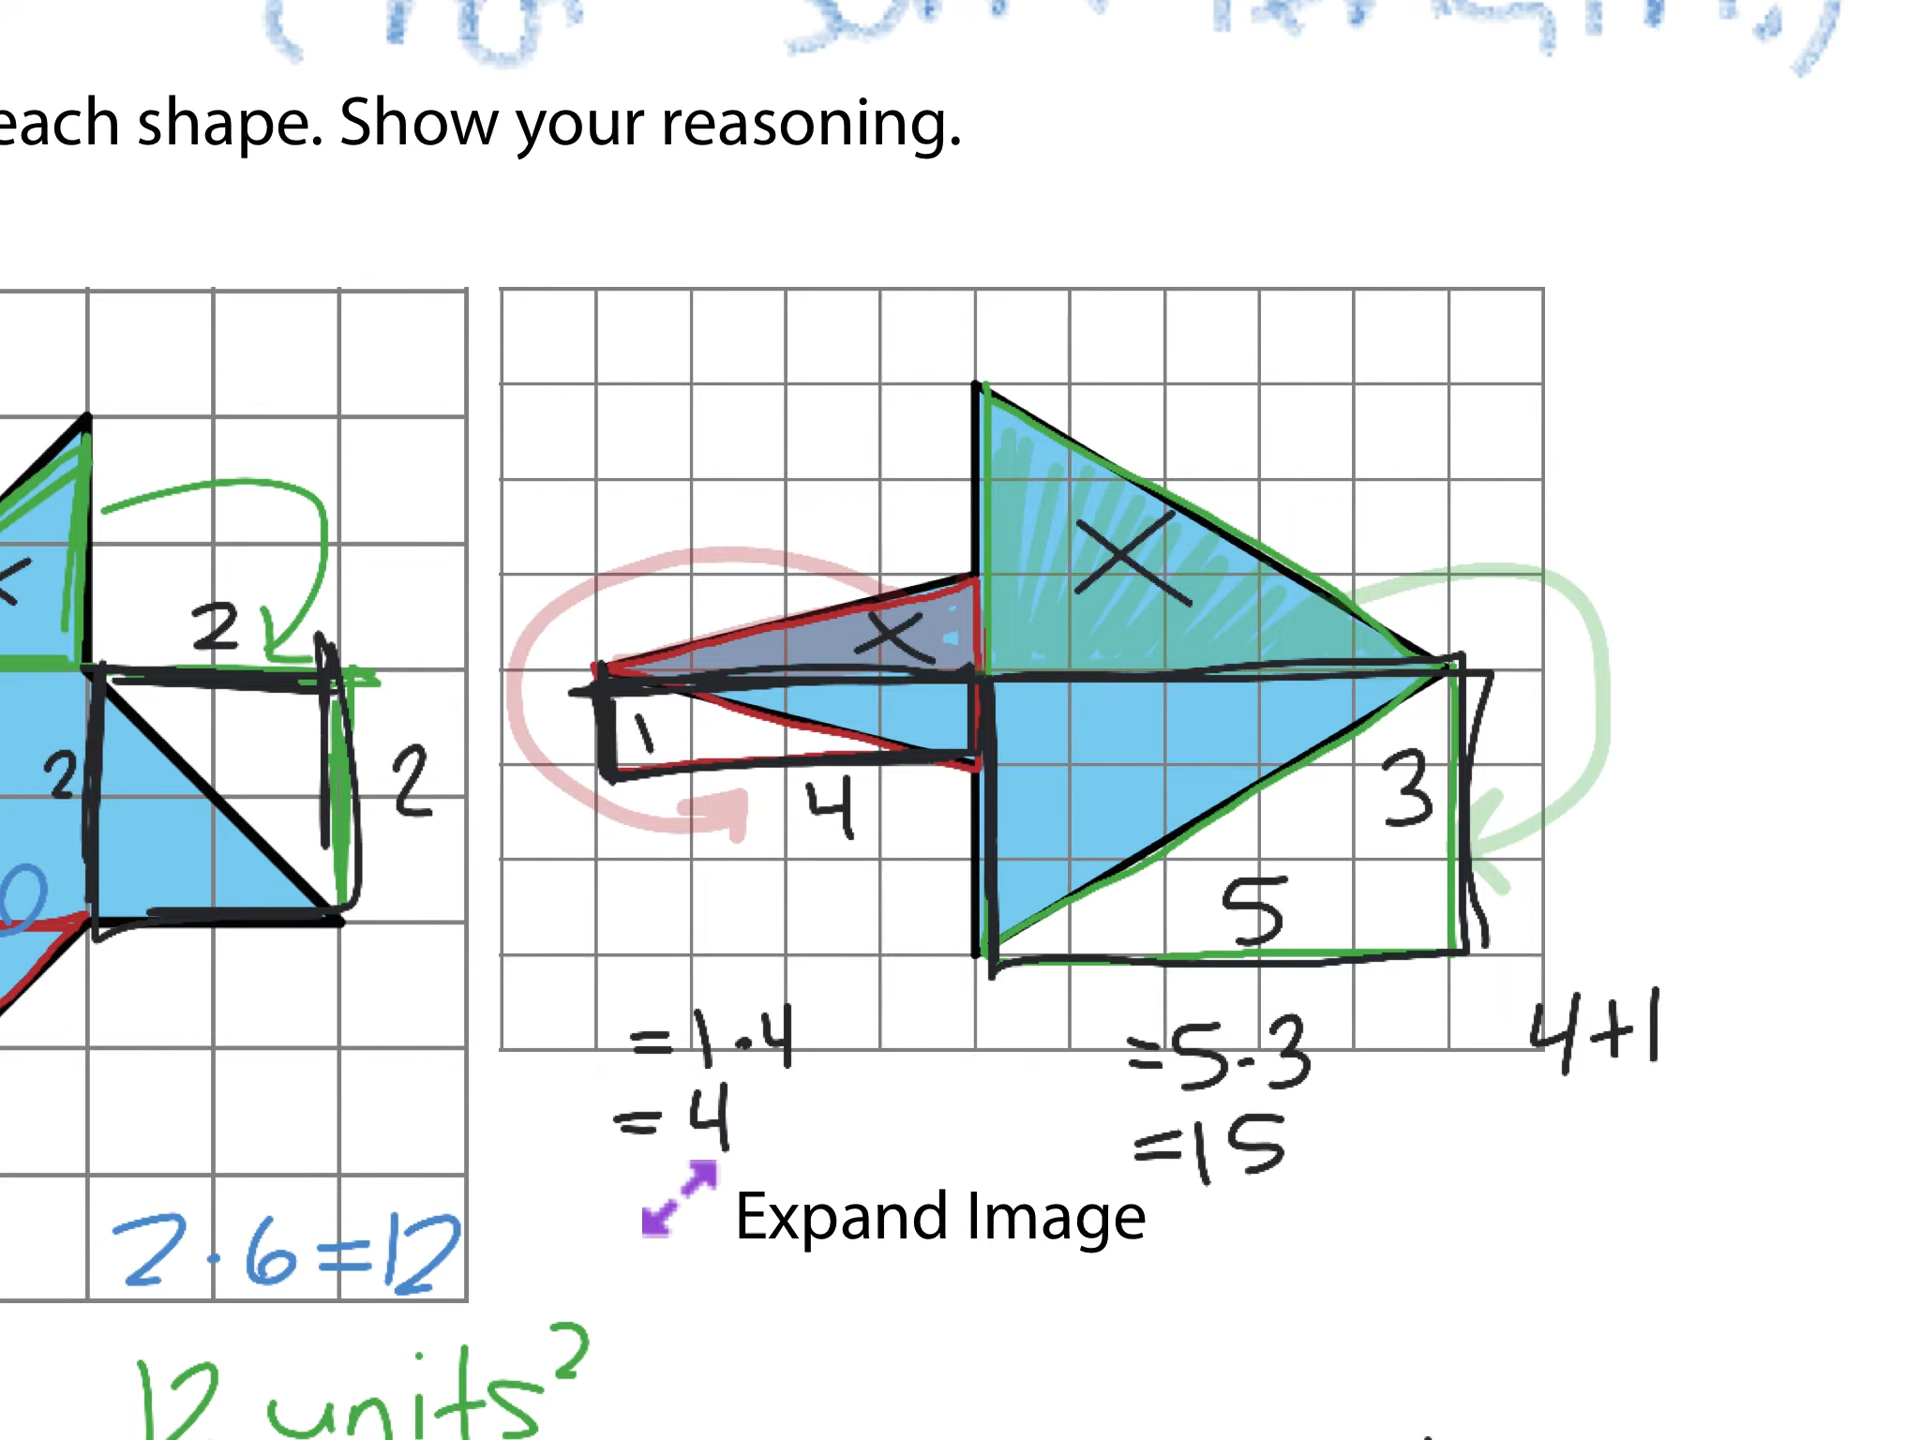 each shape. Show your reasoning.
2
X
X
2
1
2
4
3
5
=1·4
=5·3
4+1
=4
=15
Expand Image
2·6=12
12 units²